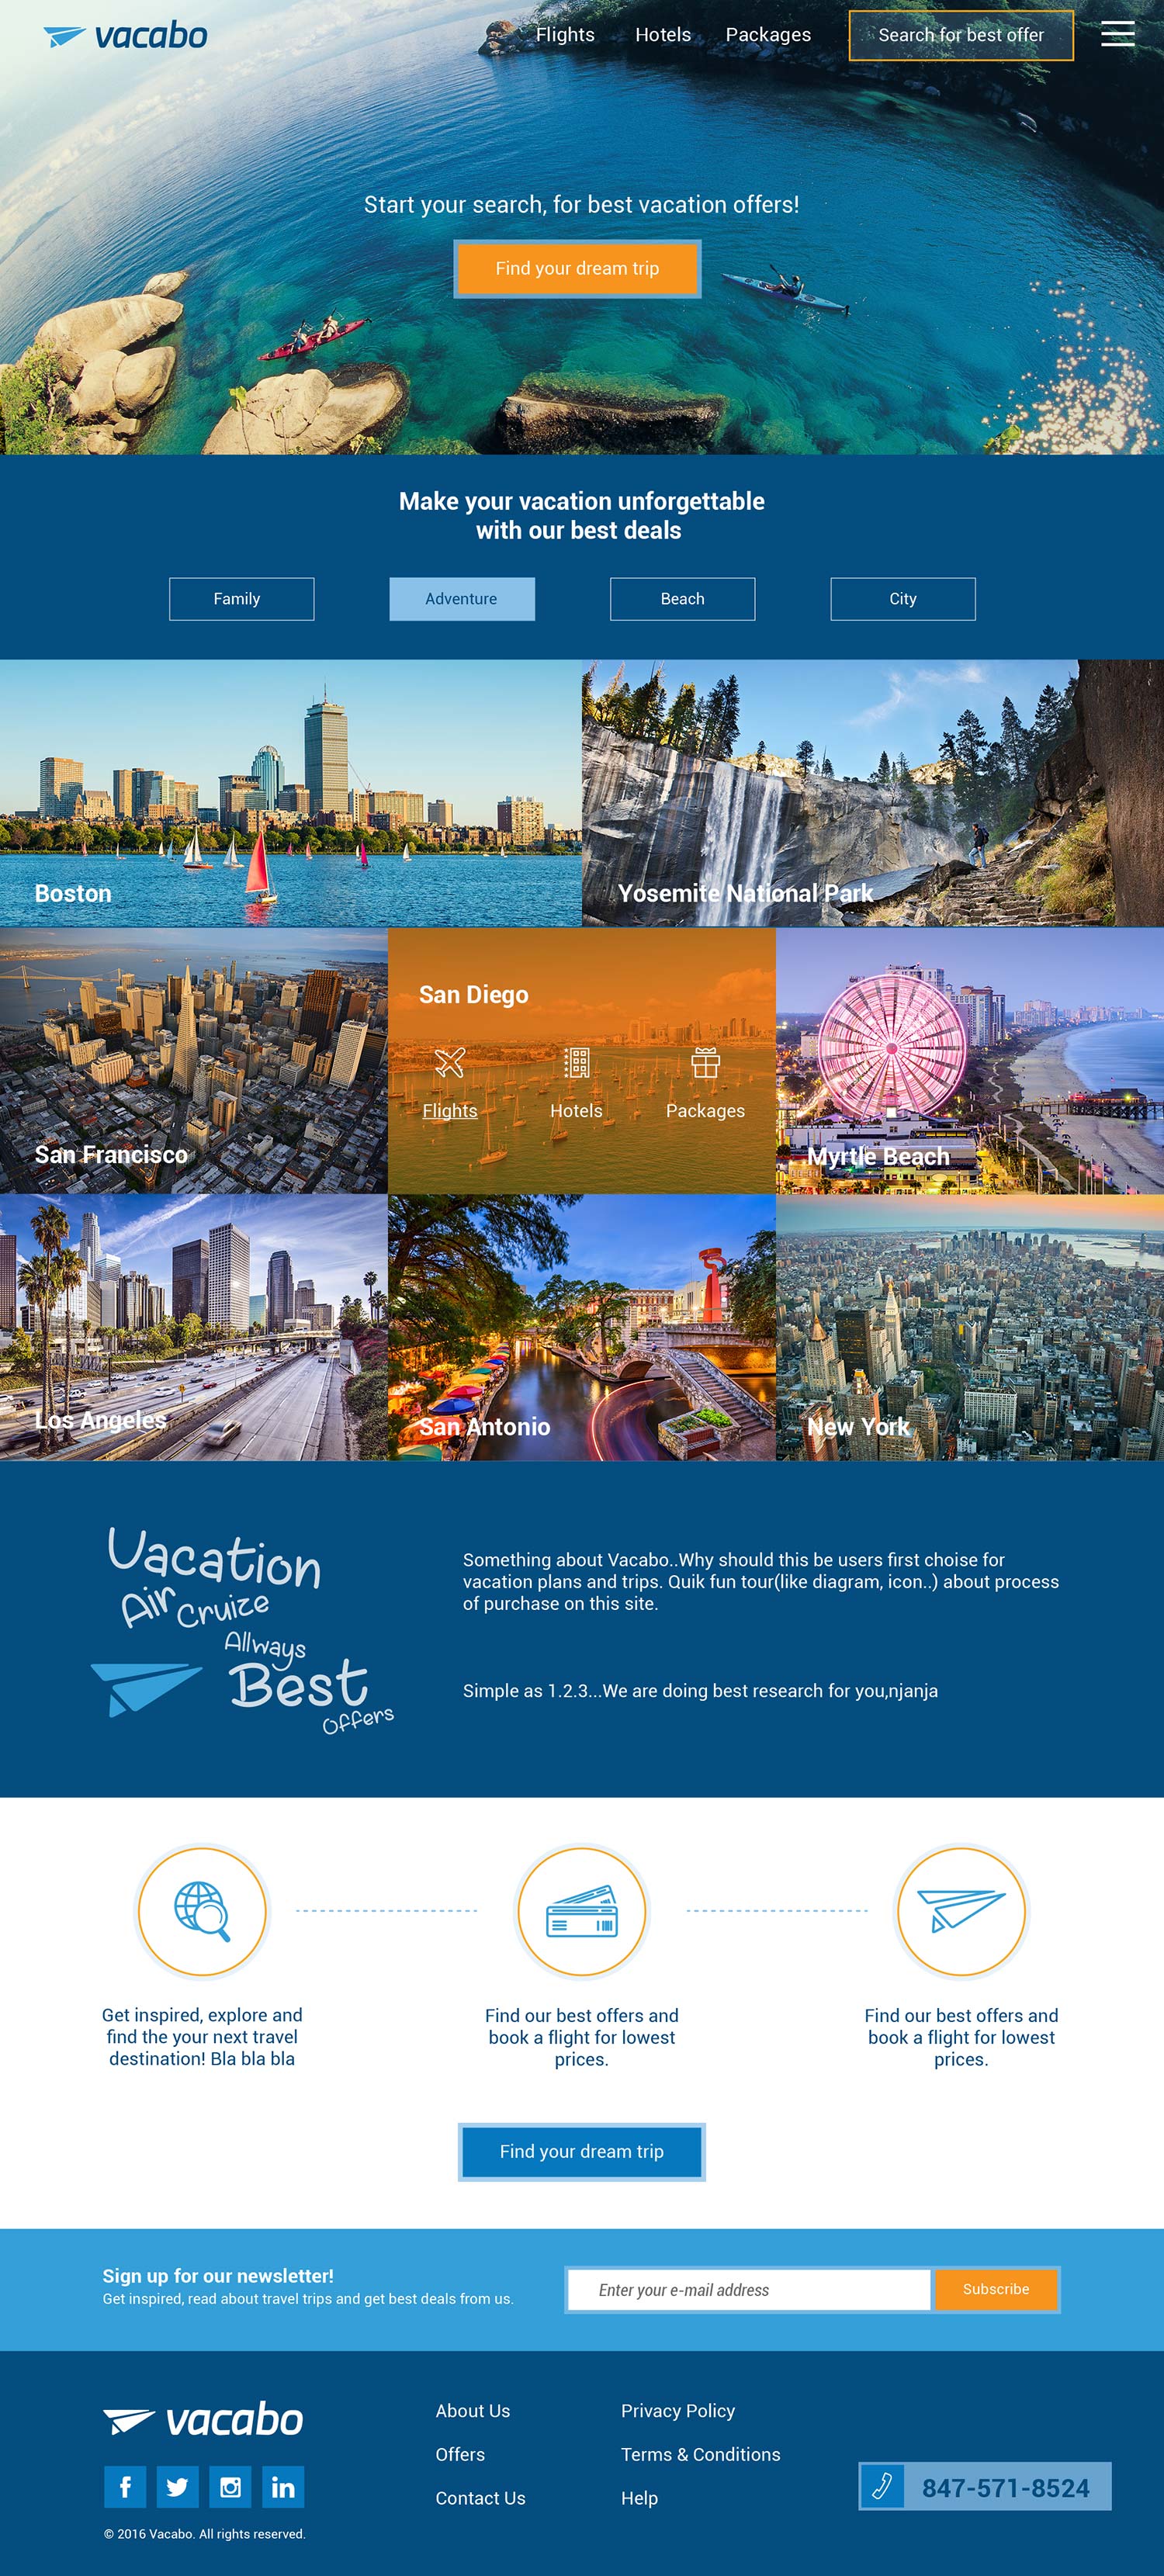 vacabo
Flights
Hotels
Packages
Search for best offer
Start your search, for best vacation offers!
Find your dream trip
Make your vacation unforgettable
with our best deals
Family
Adventure
Beach
City
Boston
Yosemite National Park
San Francisco
San Diego
Flights
Hotels
Packages
Myrtle Beach
Los Angeles
San Antonio
New York
Vacation
Air Cruize
Allways
Best
Offers
Something about Vacabo..Why should this be users first choise for
vacation plans and trips. Quik fun tour(like diagram, icon..) about process
of purchase on this site.
Simple as 1.2.3...We are doing best research for you,njanja
Get inspired, explore and
find the your next travel
destination! Bla bla bla
Find our best offers and
book a flight for lowest
prices.
Find our best offers and
book a flight for lowest
prices.
Find your dream trip
Sign up for our newsletter!
Get inspired, read about travel trips and get best deals from us.
Enter your e-mail address
Subscribe
vacabo
f
in
© 2016 Vacabo. All rights reserved.
About Us
Offers
Contact Us
Privacy Policy
Terms & Conditions
Help
847-571-8524